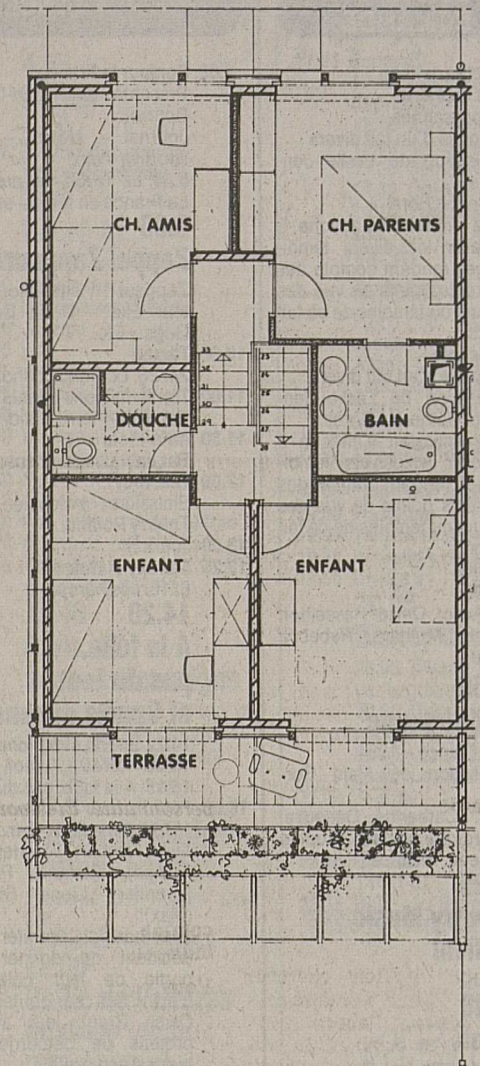 CH. AMIS
CH. PARENTS
DOUCHE
BAIN
ENFANT
ENFANT
TERRASSE